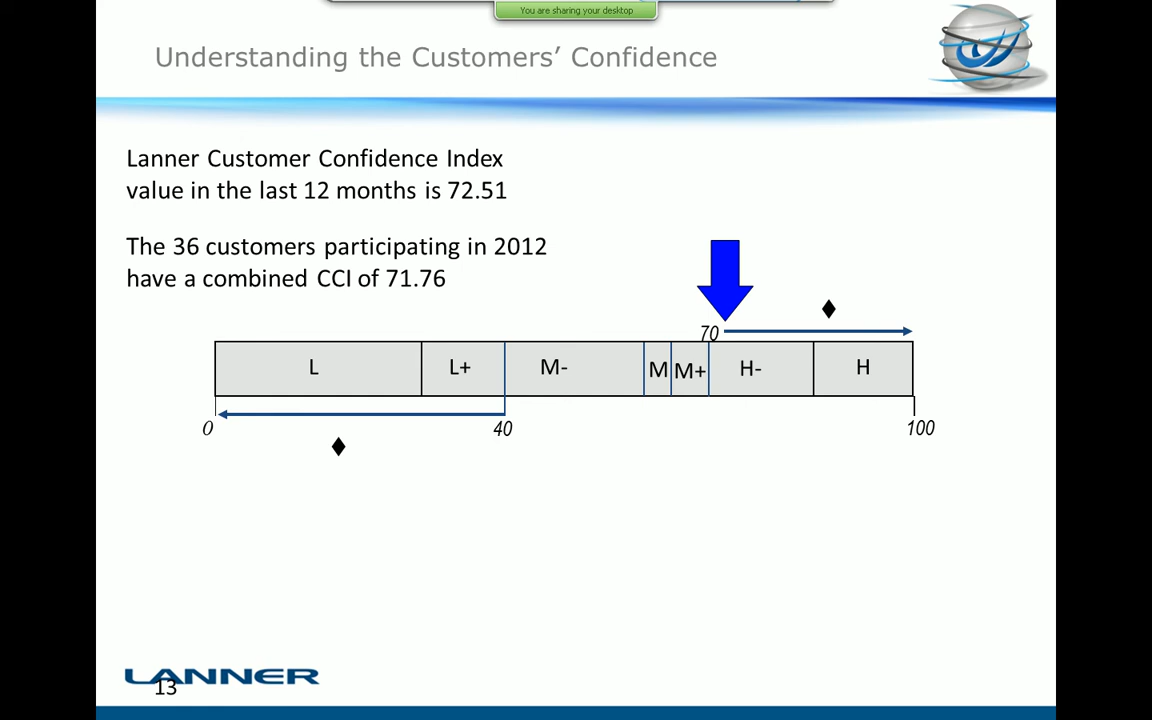 You are sharing your desktop
Understanding the Customers’ Confidence
Lanner Customer Confidence Index
value in the last 12 months is 72.51
The 36 customers participating in 2012
have a combined CCI of 71.76
70
L L+ M- M M+ H- H
0 40 100
LANNER
13